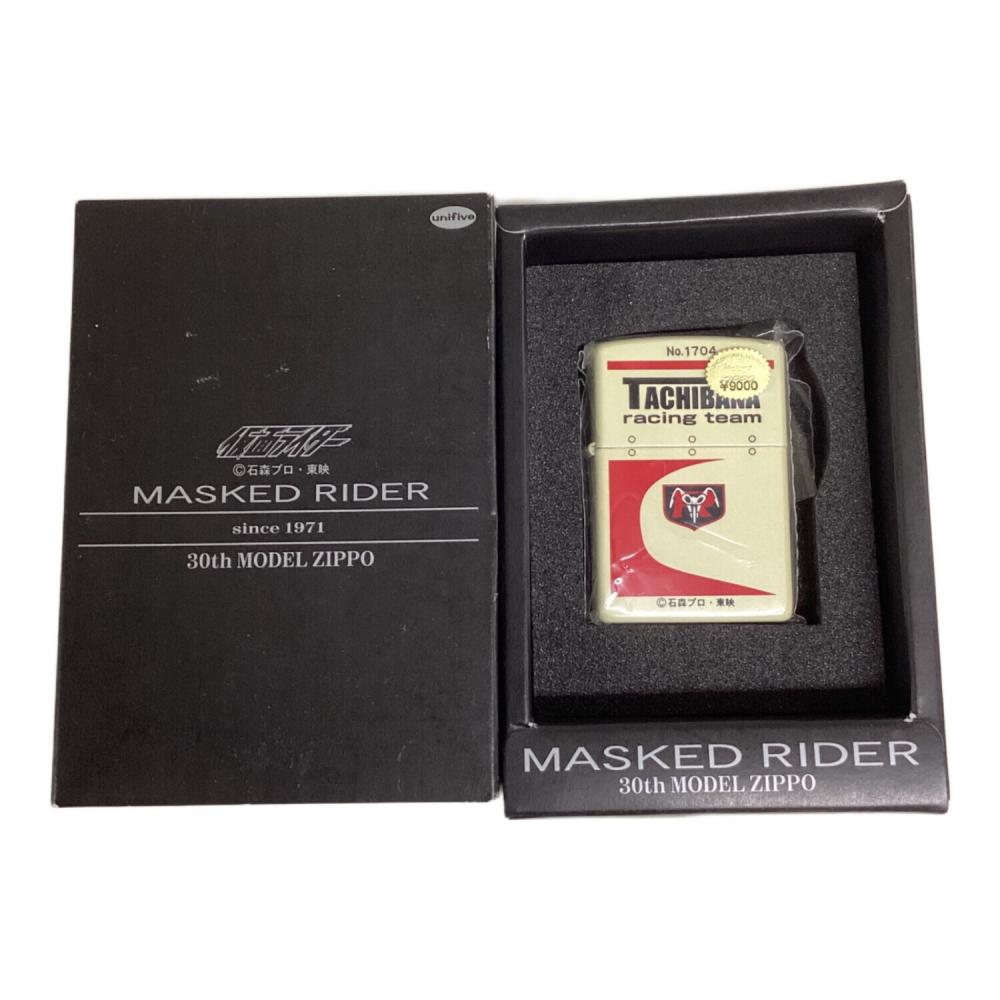 unifive
仮面ライダー
©石森プロ・東映
MASKED RIDER
since 1971
30th MODEL ZIPPO
No.1704
¥9000
TACHIBANA
racing team
©石森プロ・東映
MASKED RIDER
30th MODEL ZIPPO